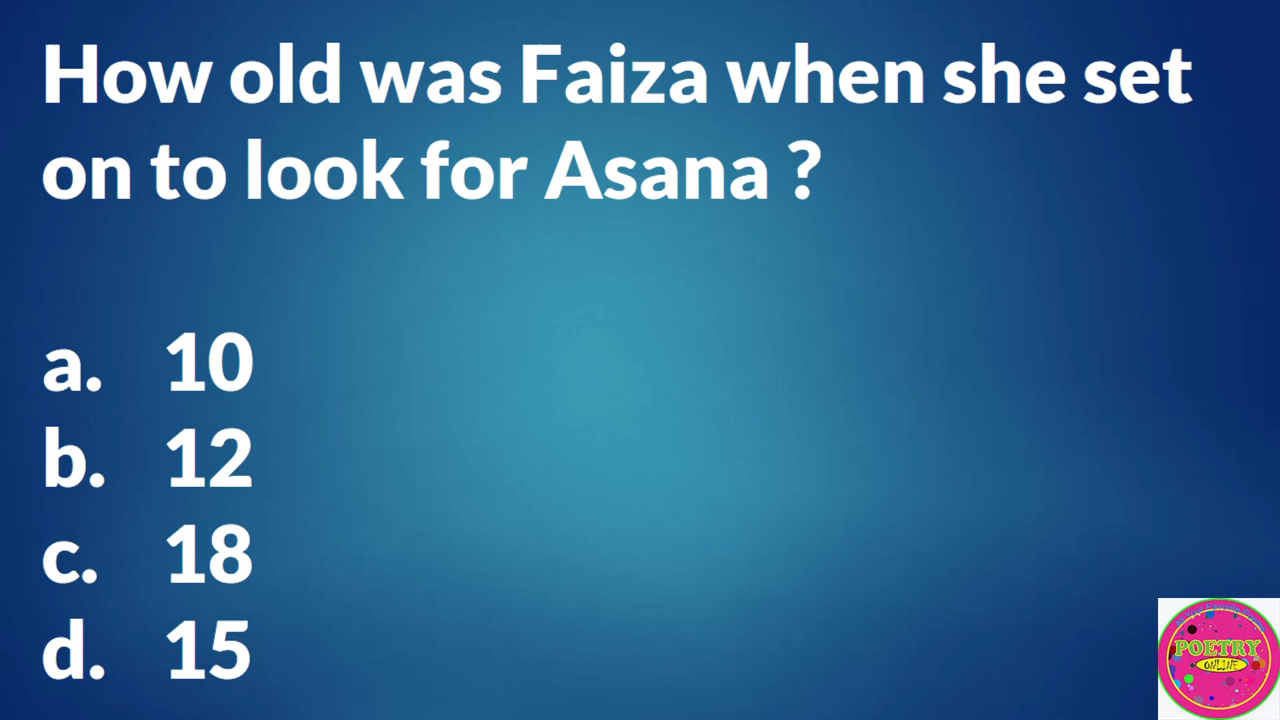 How old was Faiza when she set
on to look for Asana ?
a. 10
b. 12
c. 18
d. 15
POETRY
ONLINE